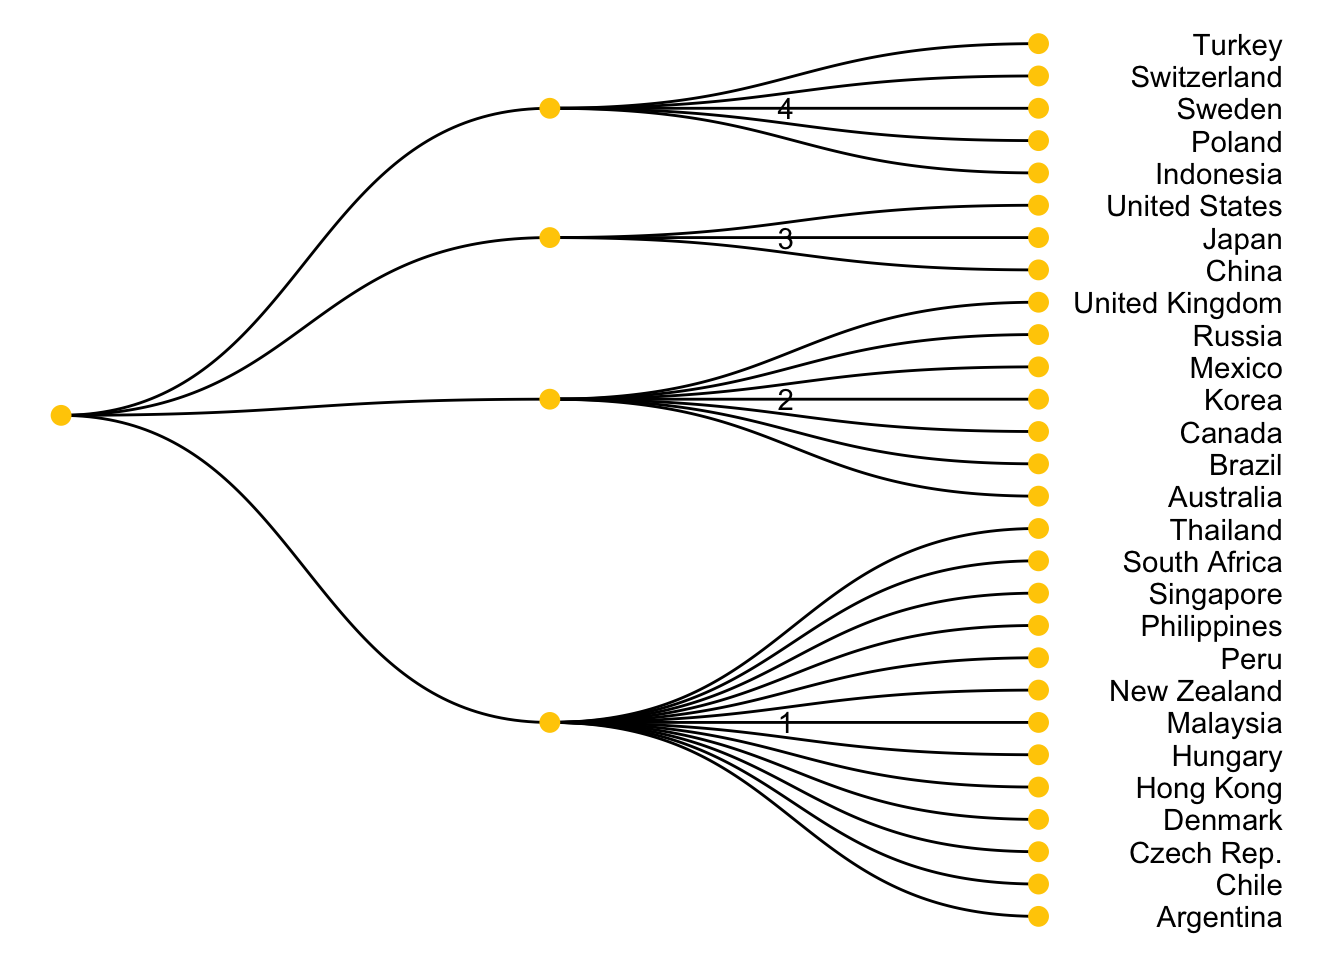 Turkey
Switzerland
4
Sweden
Poland
Indonesia
United States
3
Japan
China
United Kingdom
Russia
Mexico
2
Korea
Canada
Brazil
Australia
Thailand
South Africa
Singapore
Philippines
Peru
New Zealand
1
Malaysia
Hungary
Hong Kong
Denmark
Czech Rep.
Chile
Argentina